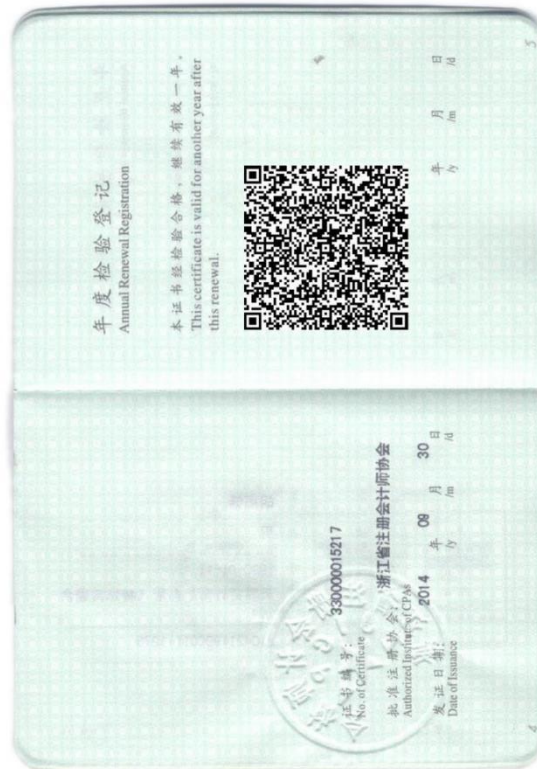 证书编号:
No. of Certificate
330000015217
批准注册协会:
Authorized Institute of CPAs
浙江省注册会计师协会
发证日期:
Date of Issuance
2014 年 09 月 30 日
/y /m /d
4
年度检验登记
Annual Renewal Registration
本证书经检验合格，继续有效一年。
This certificate is valid for another year after
this renewal.
年 月 日
/y /m /d
5